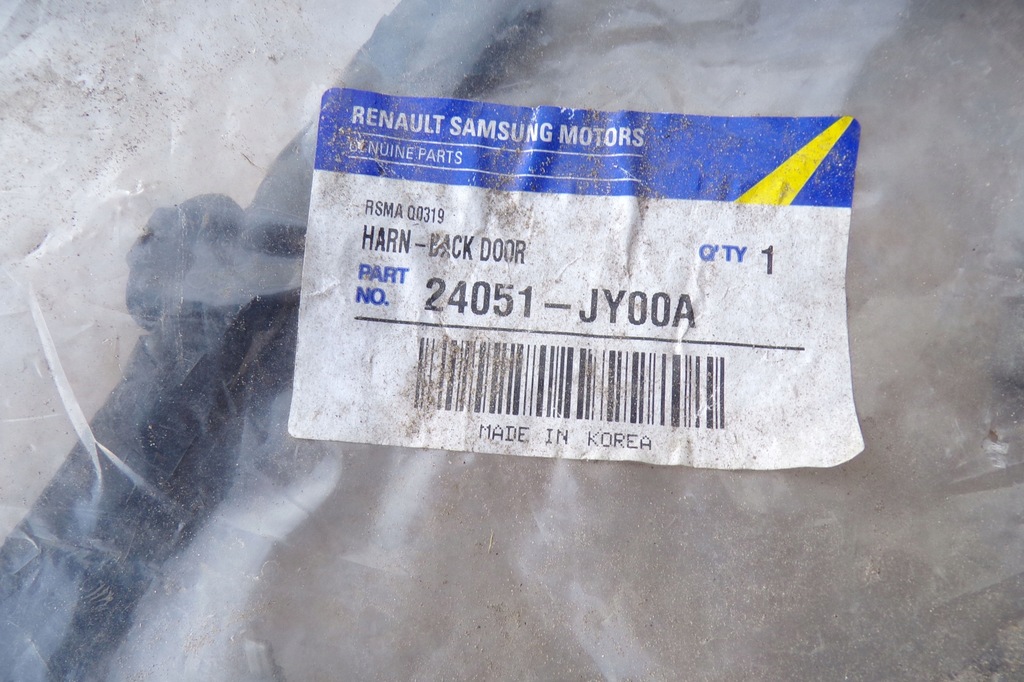 RENAULT SAMSUNG MOTORS
GENUINE PARTS
RSMA Q0319
HARN-BACK DOOR
Q'TY 1
PART NO. 24051-JY00A
MADE IN KOREA